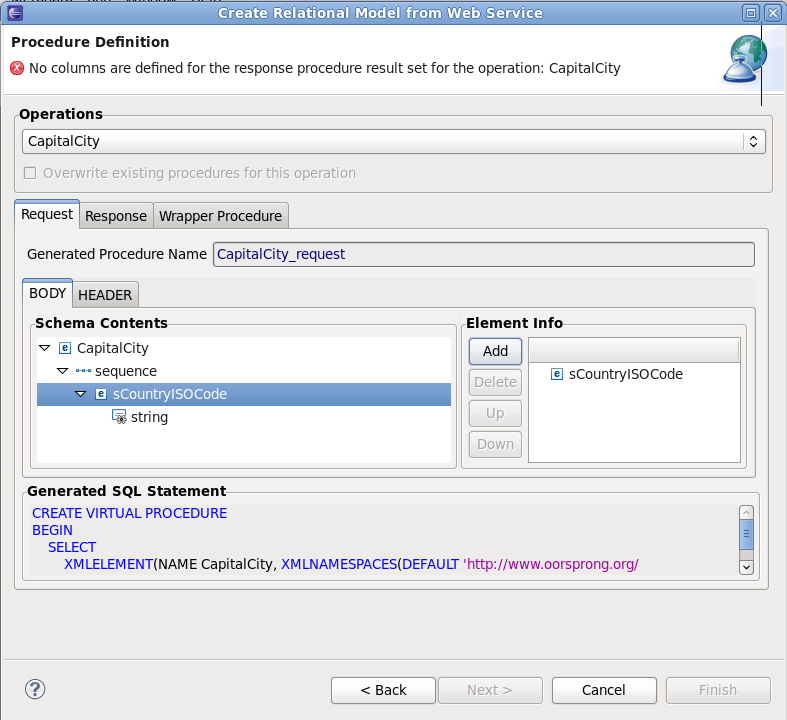 Create Relational Model from Web Service
Procedure Definition
No columns are defined for the response procedure result set for the operation: CapitalCity
Operations
CapitalCity
Overwrite existing procedures for this operation
Request Response Wrapper Procedure
Generated Procedure Name CapitalCity_request
BODY HEADER
Schema Contents
CapitalCity
sequence
sCountryISOCode
string
Element Info
Add
Delete
Up
Down
sCountryISOCode
Generated SQL Statement
CREATE VIRTUAL PROCEDURE
BEGIN
SELECT
XMLELEMENT(NAME CapitalCity, XMLNAMESPACES(DEFAULT 'http://www.oorsprong.org/
? < Back Next > Cancel Finish